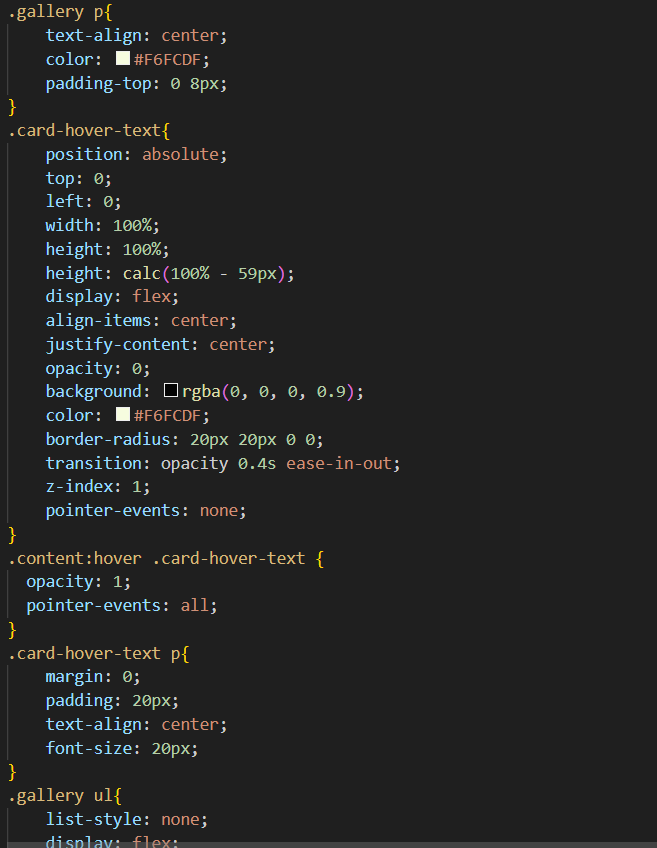 .gallery p{
    text-align: center;
    color: #F6FCDF;
    padding-top: 0 8px;
}
.card-hover-text{
    position: absolute;
    top: 0;
    left: 0;
    width: 100%;
    height: 100%;
    height: calc(100% - 59px);
    display: flex;
    align-items: center;
    justify-content: center;
    opacity: 0;
    background: rgba(0, 0, 0, 0.9);
    color: #F6FCDF;
    border-radius: 20px 20px 0 0;
    transition: opacity 0.4s ease-in-out;
    z-index: 1;
    pointer-events: none;
}
.content:hover .card-hover-text {
  opacity: 1;
  pointer-events: all;
}
.card-hover-text p{
    margin: 0;
    padding: 20px;
    text-align: center;
    font-size: 20px;
}
.gallery ul{
    list-style: none;
    display: flex;